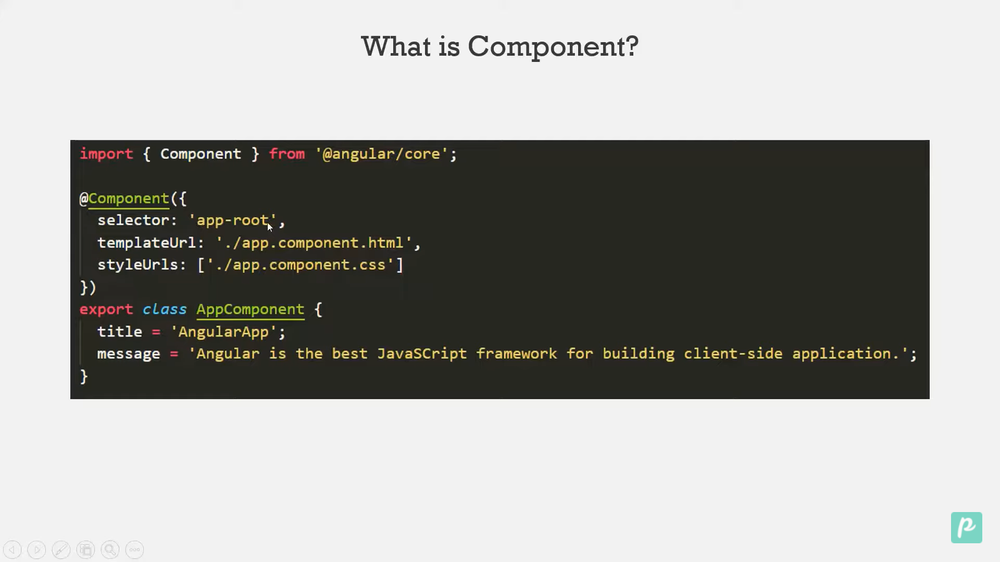 What is Component?
import { Component } from '@angular/core';
@Component({
selector: 'app-root',
templateUrl: './app.component.html',
styleUrls: ['./app.component.css']
})
export class AppComponent {
title = 'AngularApp';
message = 'Angular is the best JavaSCript framework for building client-side application.';
}
p